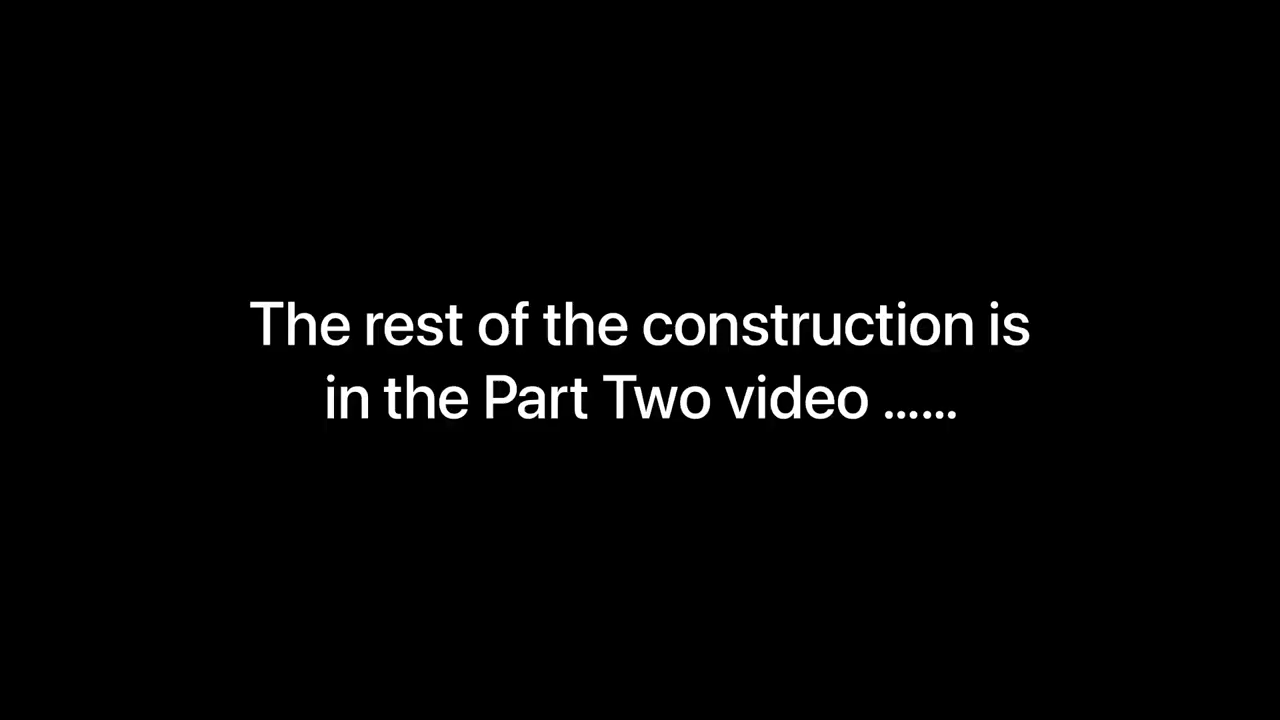 The rest of the construction is
in the Part Two video ......